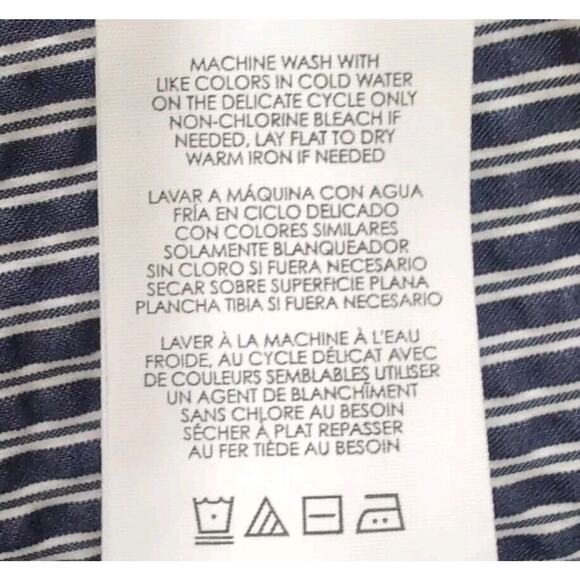 MACHINE WASH WITH
LIKE COLORS IN COLD WATER
ON THE DELICATE CYCLE ONLY
NON-CHLORINE BLEACH IF
NEEDED, LAY FLAT TO DRY
WARM IRON IF NEEDED
LAVAR A MÁQUINA CON AGUA
FRÍA EN CICLO DELICADO
CON COLORES SIMILARES
SOLAMENTE BLANQUEADOR
SIN CLORO SI FUERA NECESARIO
SECAR SOBRE SUPERFICIE PLANA
PLANCHA TIBIA SI FUERA NECESARIO
LAVER À LA MACHINE À L'EAU
FROIDE, AU CYCLE DÉLICAT AVEC
DE COULEURS SEMBLABLES UTILISER
UN AGENT DE BLANCHÎMENT
SANS CHLORE AU BESOIN
SÉCHER À PLAT REPASSER
AU FER TIÈDE AU BESOIN